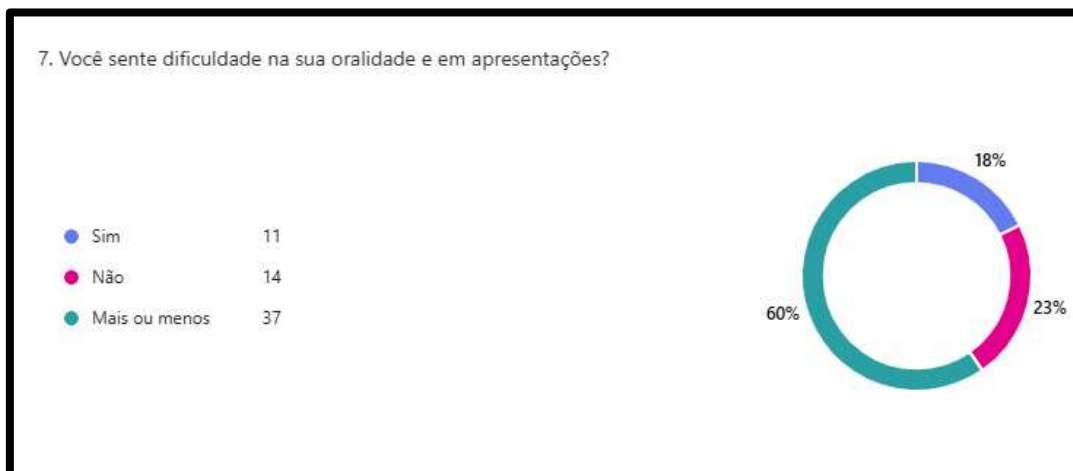 7. Você sente dificuldade na sua oralidade e em apresentações?
Sim 11
Não 14
Mais ou menos 37
18%
23%
60%